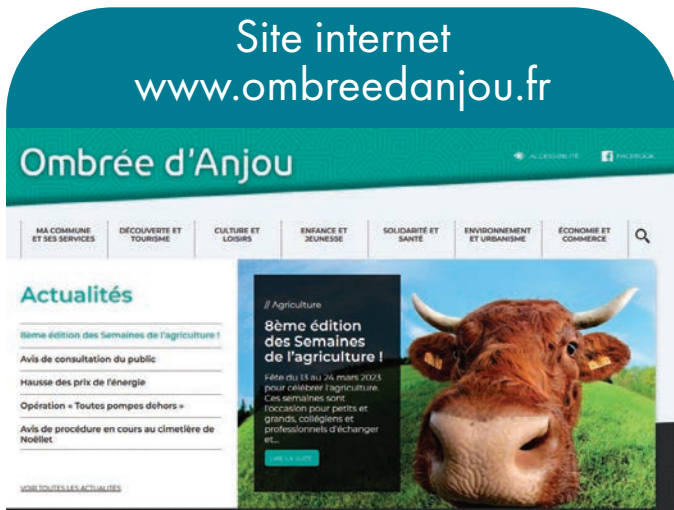 Site internet
www.ombreedanjou.fr
Ombrée d'Anjou
ACCESSIBILITÉ
FACEBOOK
MA COMMUNE
ET SES SERVICES
DÉCOUVERTE ET
TOURISME
CULTURE ET
LOISIRS
ENFANCE ET
JEUNESSE
SOLIDARITÉ ET
SANTÉ
ENVIRONNEMENT
ET URBANISME
ÉCONOMIE ET
COMMERCE
Actualités
8ème édition des Semaines de l'agriculture !
Avis de consultation du public
Hausse des prix de l'énergie
Opération « Toutes pompes dehors »
Avis de procédure en cours au cimetière de
Noëllet
VOIR TOUTES LES ACTUALITÉS
// Agriculture
8ème édition
des Semaines
de l'agriculture !
Fête du 13 au 24 mars 2023
pour célébrer l'agriculture.
Ces semaines sont
l'occasion pour petits et
grands, collégiens et
professionnels d'échanger
et...
LIRE LA SUITE